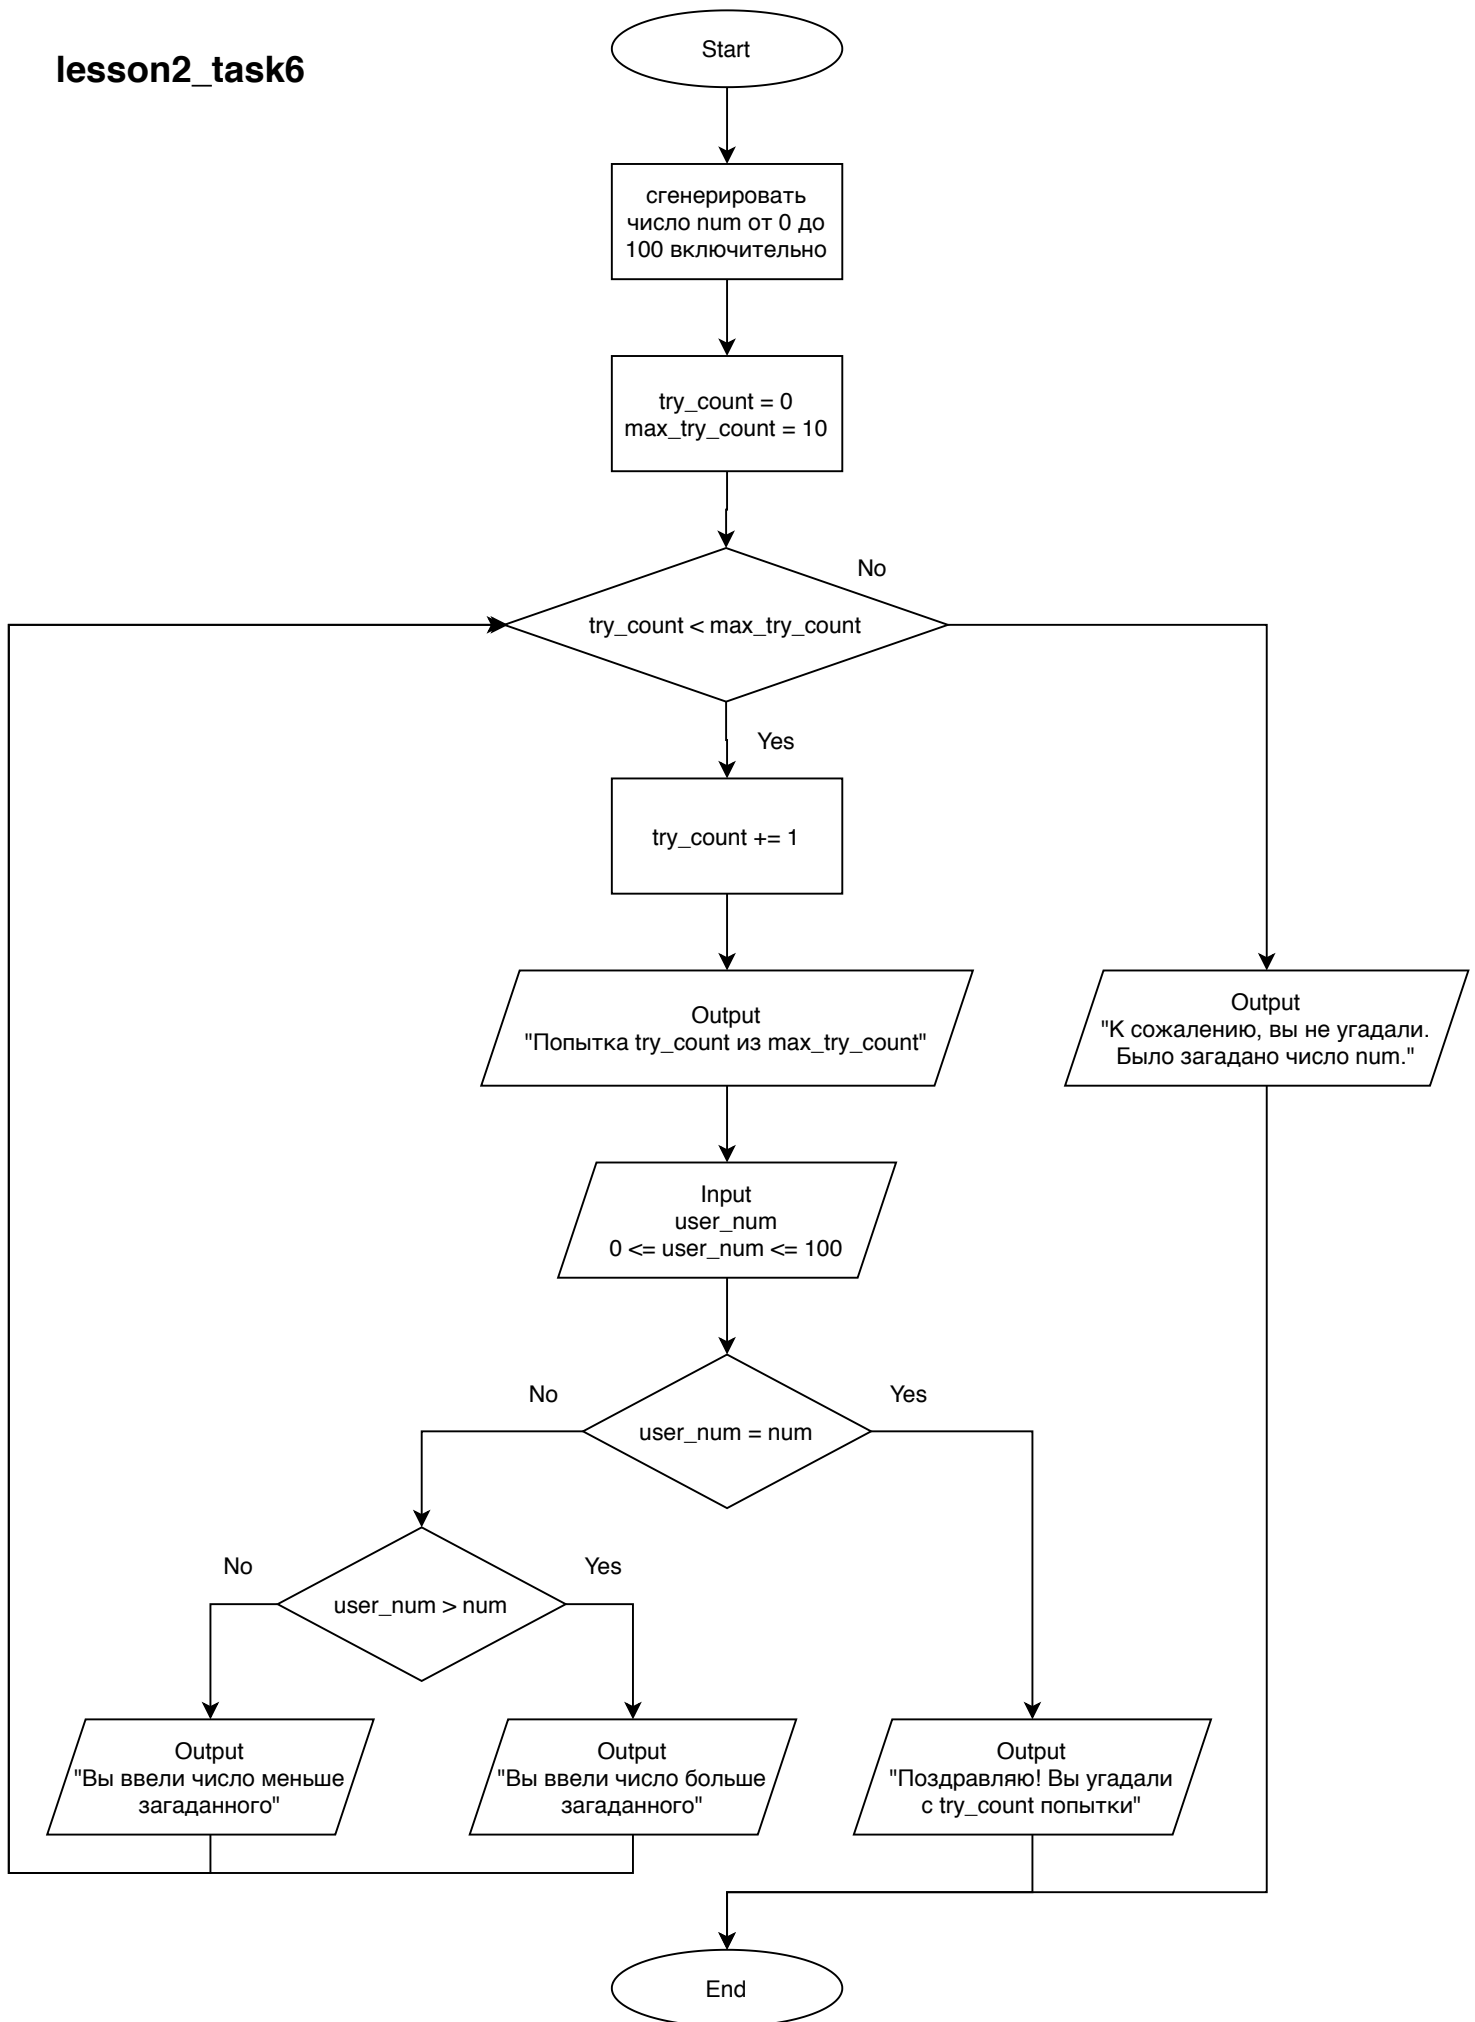 lesson2_task6
Start
сгенерировать
число num от 0 до
100 включительно
try_count = 0
max_try_count = 10
No
try_count < max_try_count
Yes
try_count += 1
Output
"Попытка try_count из max_try_count"
Output
"К сожалению, вы не угадали.
Было загадано число num."
Input
user_num
0 <= user_num <= 100
No
Yes
user_num = num
No
Yes
user_num > num
Output
"Вы ввели число меньше
загаданного"
Output
"Вы ввели число больше
загаданного"
Output
"Поздравляю! Вы угадали
с try_count попытки"
End